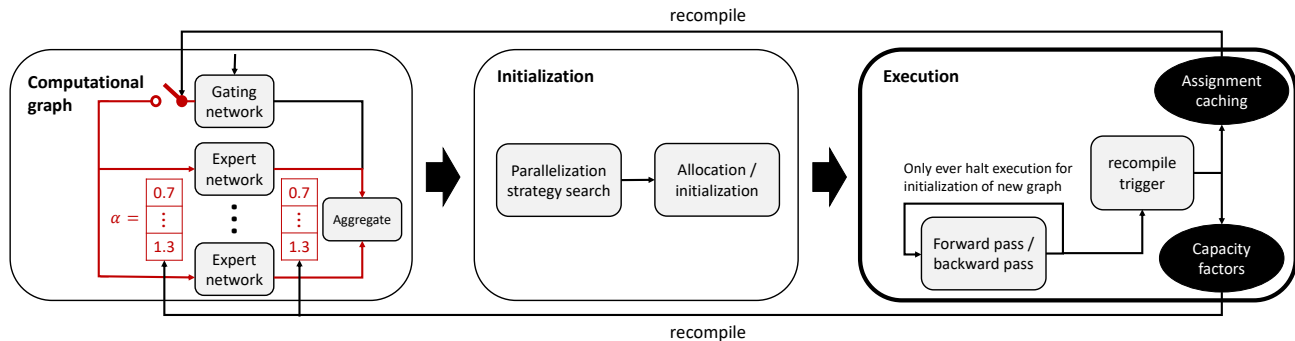 recompile
Computational
graph
Gating
network
Expert
network
0.7
⋮
1.3
α =
0.7
⋮
1.3
Aggregate
Expert
network
Initialization
Parallelization
strategy search
Allocation /
initialization
Execution
Assignment
caching
Only ever halt execution for
initialization of new graph
recompile
trigger
Forward pass /
backward pass
Capacity
factors
recompile